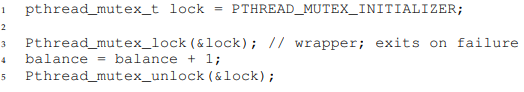 1 pthread_mutex_t lock = PTHREAD_MUTEX_INITIALIZER;
2
3 Pthread_mutex_lock(&lock); // wrapper; exits on failure
4 balance = balance + 1;
5 Pthread_mutex_unlock(&lock);